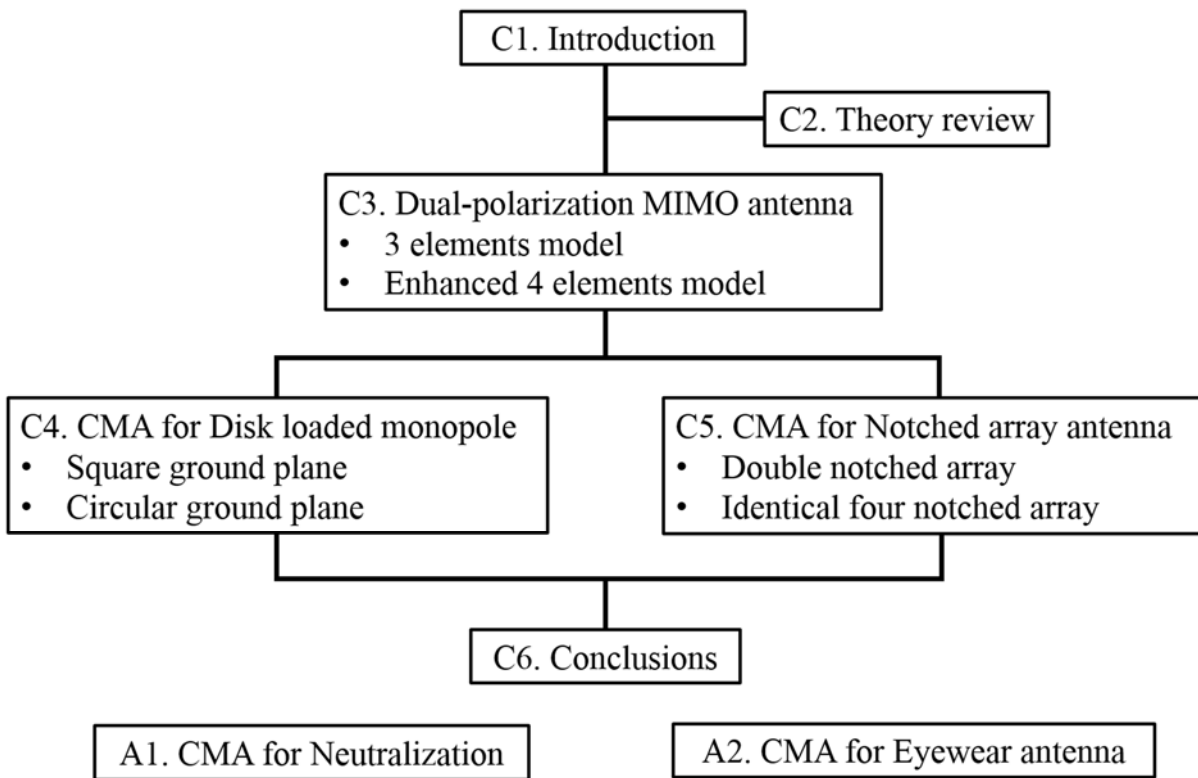 C1. Introduction
C2. Theory review
C3. Dual-polarization MIMO antenna
• 3 elements model
• Enhanced 4 elements model
C4. CMA for Disk loaded monopole
• Square ground plane
• Circular ground plane
C5. CMA for Notched array antenna
• Double notched array
• Identical four notched array
C6. Conclusions
A1. CMA for Neutralization
A2. CMA for Eyewear antenna